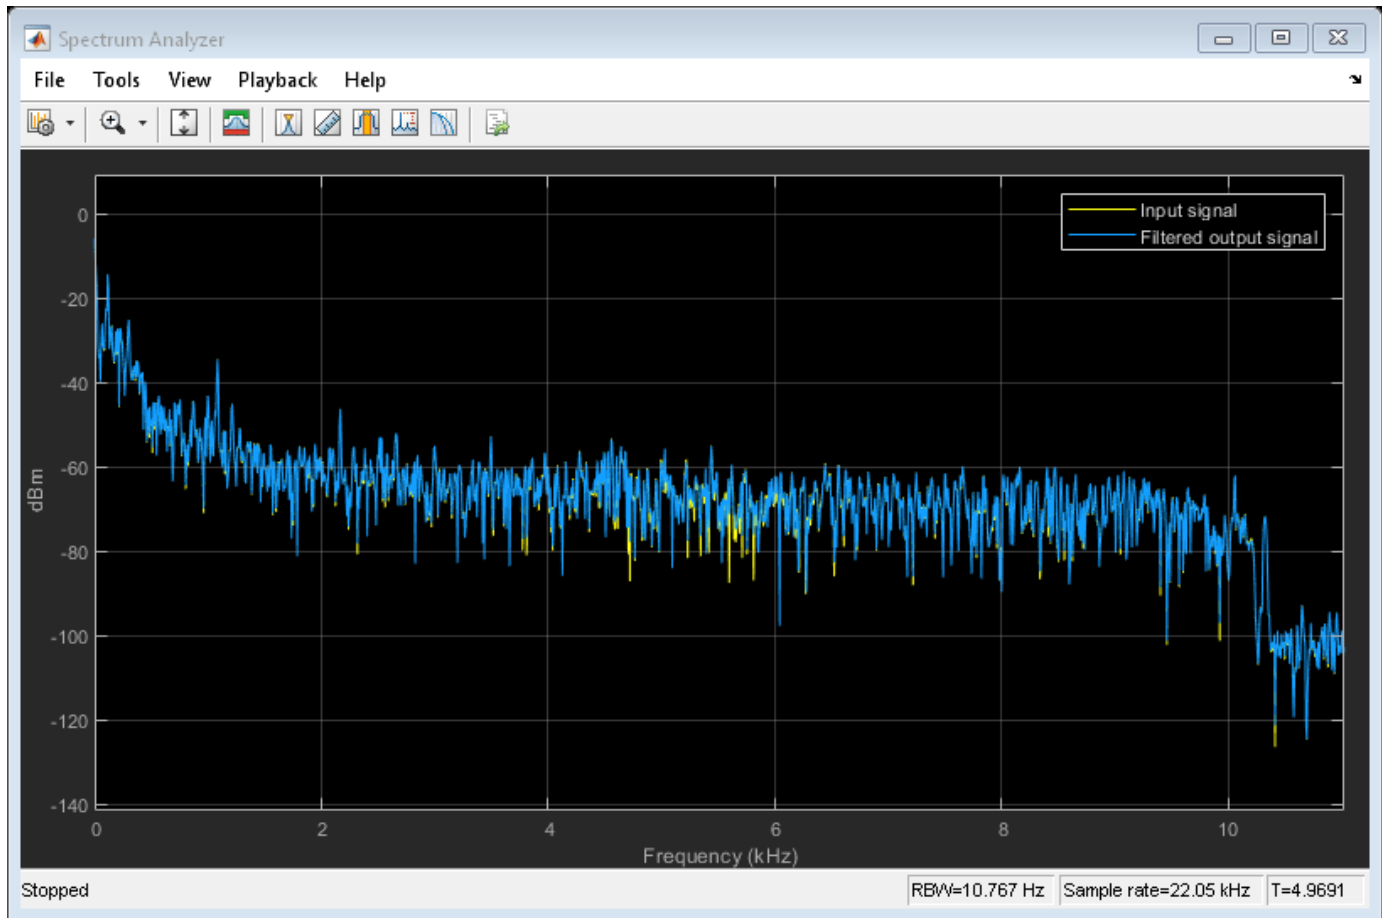 Spectrum Analyzer
File Tools View Playback Help
Input signal
Filtered output signal
0
-20
-40
-60
-80
-100
-120
-140
dBm
0 2 4 6 8 10
Frequency (kHz)
Stopped RBW=10.767 Hz Sample rate=22.05 kHz T=4.9691